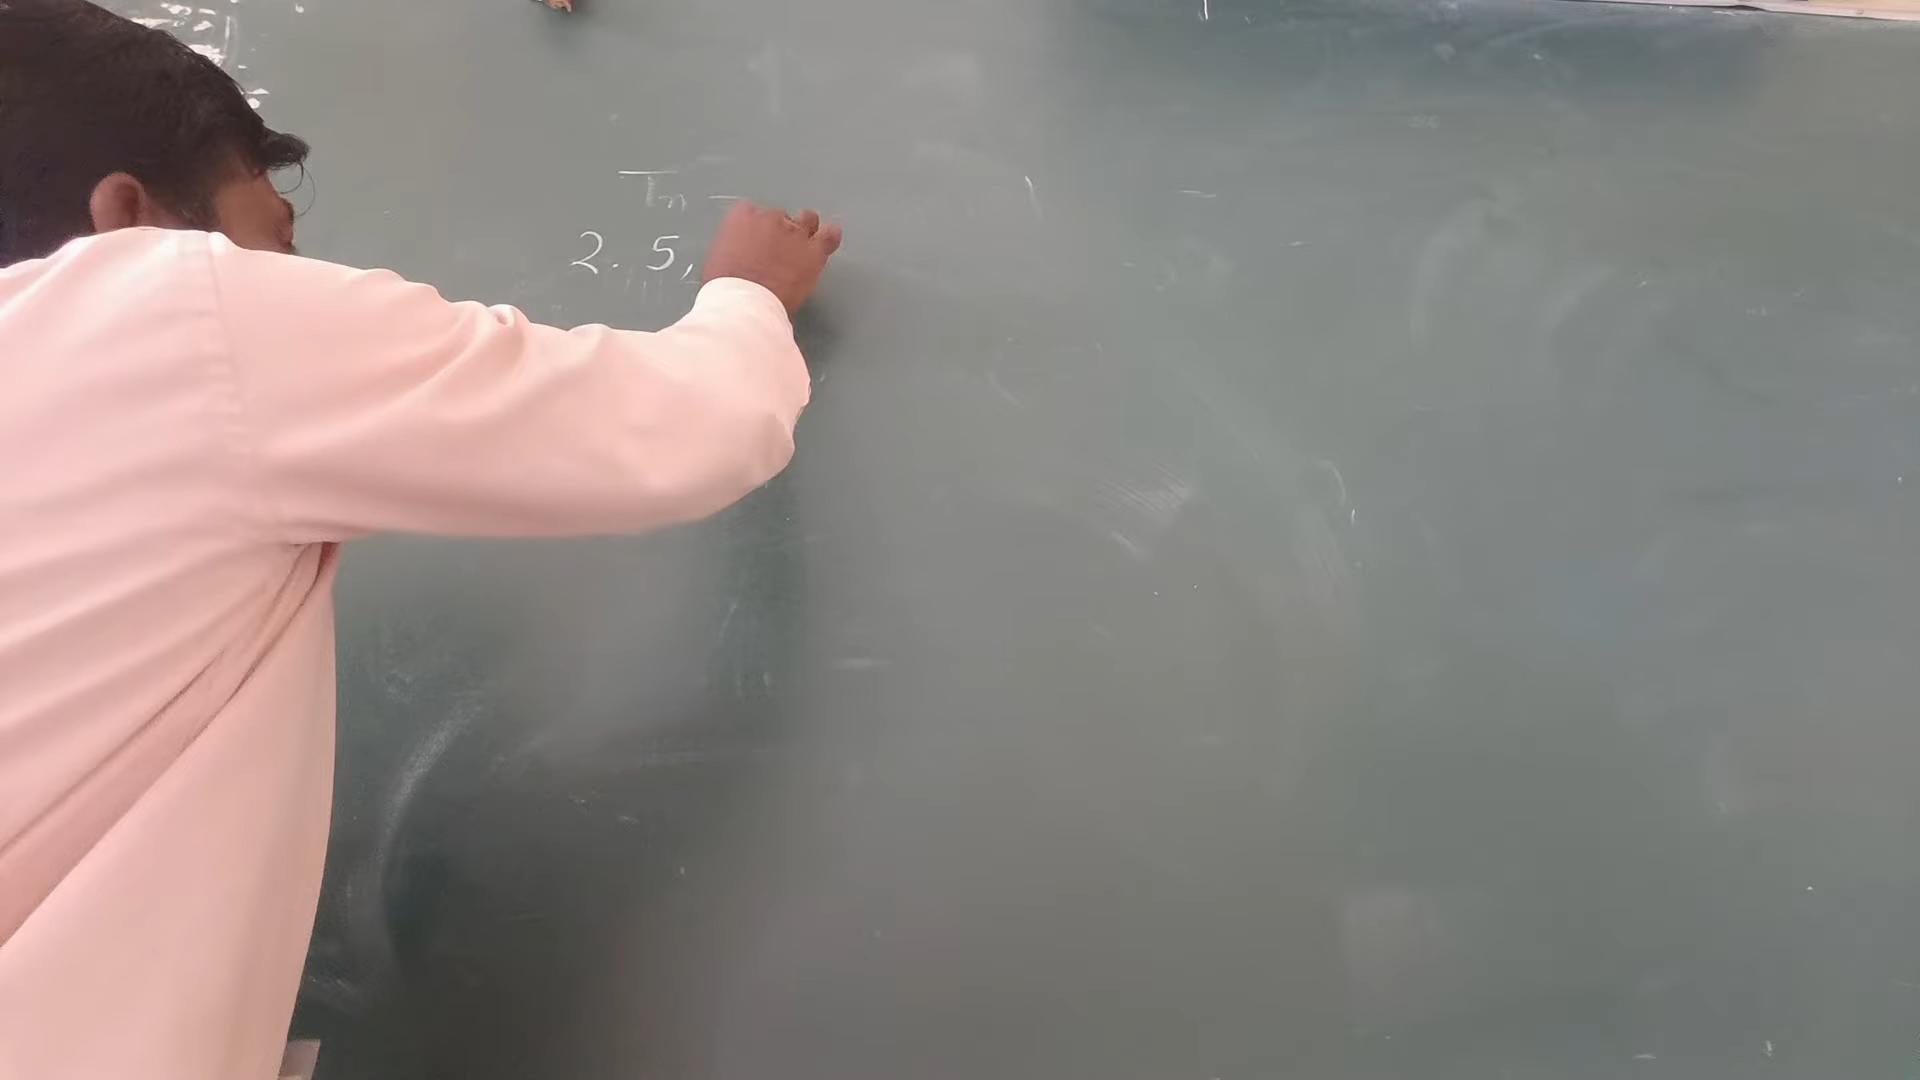 Tn =
2. 5,